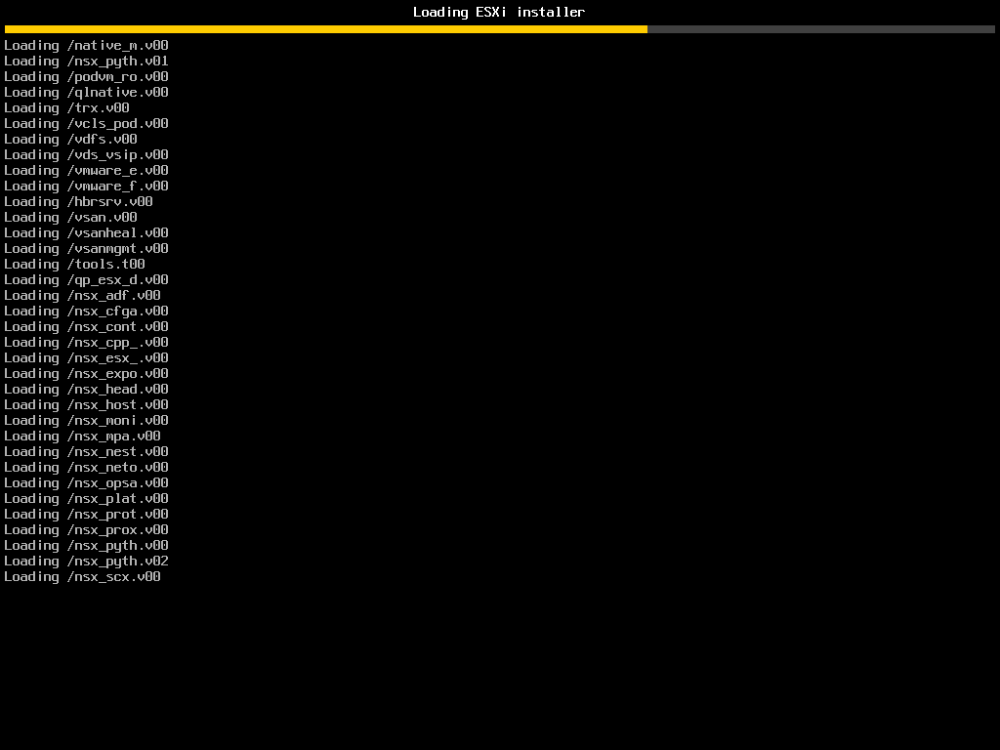 Loading ESXi installer
Loading /native_m.v00
Loading /nsx_pyth.v01
Loading /podvm_ro.v00
Loading /qlnative.v00
Loading /trx.v00
Loading /vcls_pod.v00
Loading /vdfs.v00
Loading /vds_vsip.v00
Loading /vmware_e.v00
Loading /vmware_f.v00
Loading /hbrsrv.v00
Loading /vsan.v00
Loading /vsanheal.v00
Loading /vsanmgmt.v00
Loading /tools.t00
Loading /qp_esx_d.v00
Loading /nsx_adf.v00
Loading /nsx_cfga.v00
Loading /nsx_cont.v00
Loading /nsx_cpp_.v00
Loading /nsx_esx_.v00
Loading /nsx_expo.v00
Loading /nsx_head.v00
Loading /nsx_host.v00
Loading /nsx_moni.v00
Loading /nsx_mpa.v00
Loading /nsx_nest.v00
Loading /nsx_neto.v00
Loading /nsx_opsa.v00
Loading /nsx_plat.v00
Loading /nsx_prot.v00
Loading /nsx_prox.v00
Loading /nsx_pyth.v00
Loading /nsx_pyth.v02
Loading /nsx_scx.v00